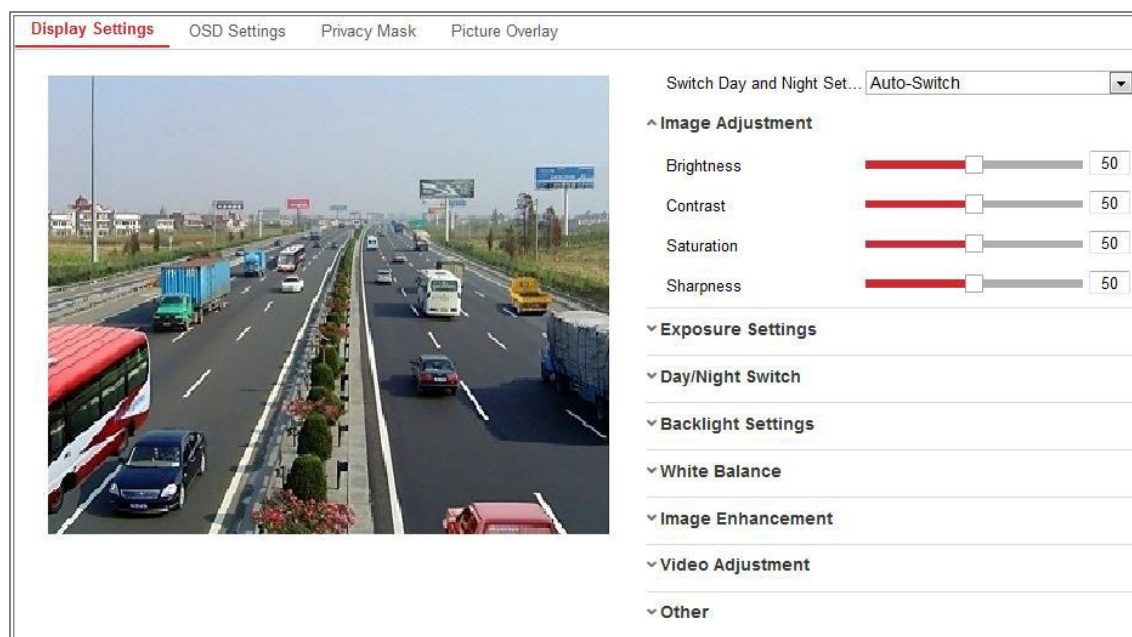 Display Settings OSD Settings Privacy Mask Picture Overlay
Switch Day and Night Set... Auto-Switch
Image Adjustment
Brightness 50
Contrast 50
Saturation 50
Sharpness 50
Exposure Settings
Day/Night Switch
Backlight Settings
White Balance
Image Enhancement
Video Adjustment
Other